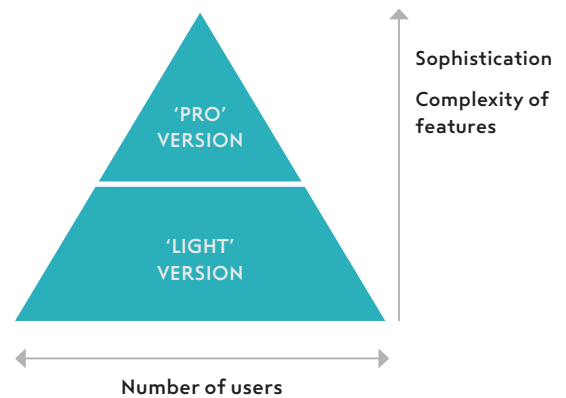 ‘PRO’
VERSION
‘LIGHT’
VERSION
Sophistication
Complexity of
features
Number of users